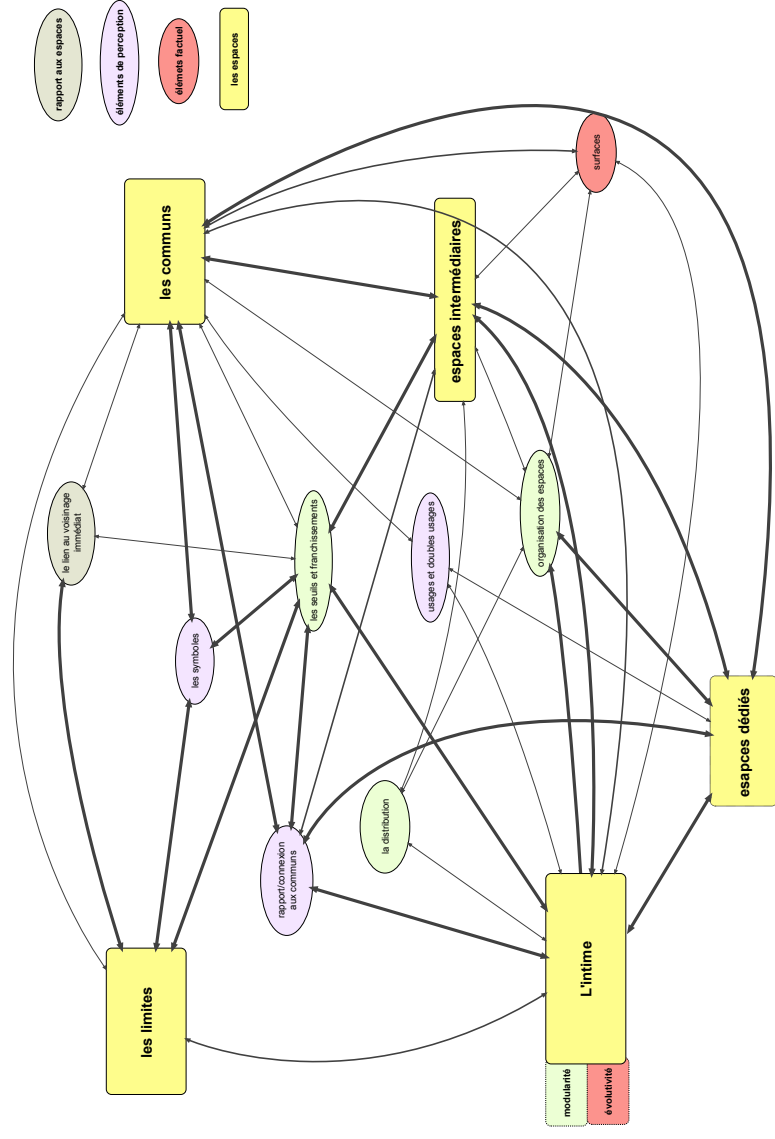 rapport aux espaces
éléments de perception
élémets factuel
les espaces
les limites
les communs
le lien au voisinage
immédiat
les symboles
rapport/connexion
aux communs
les seuils et franchissements
la distribution
usages et doubles usages
espaces intermédiaires
modularité
évolutivité
L'intime
organisation des espaces
surfaces
esapces dédiés